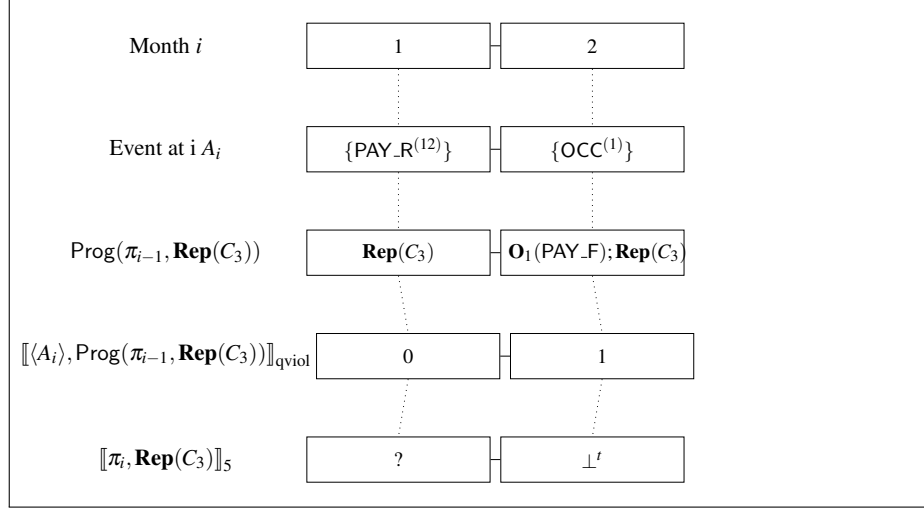 Month i 1 2
Event at i A_i {PAY_R^(12)} {OCC^(1)}
Prog(π_{i−1}, Rep(C_3)) Rep(C_3) O_1(PAY_F);Rep(C_3)
⟦⟨A_i⟩, Prog(π_{i−1}, Rep(C_3))⟧_qviol 0 1
⟦π_i, Rep(C_3)⟧_5 ? ⊥^t